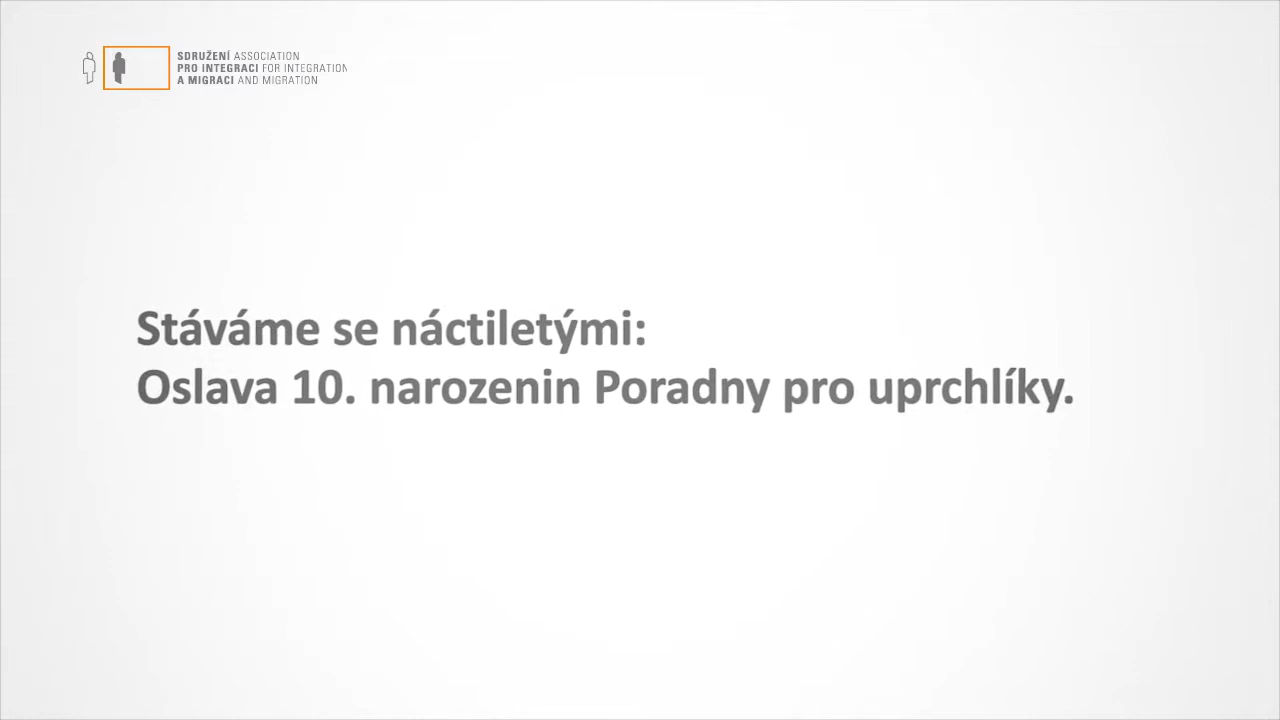 SDRUŽENÍ ASSOCIATION
PRO INTEGRACI FOR INTEGRATION
A MIGRACI AND MIGRATION
Stáváme se náctiletými:
Oslava 10. narozenin Poradny pro uprchlíky.